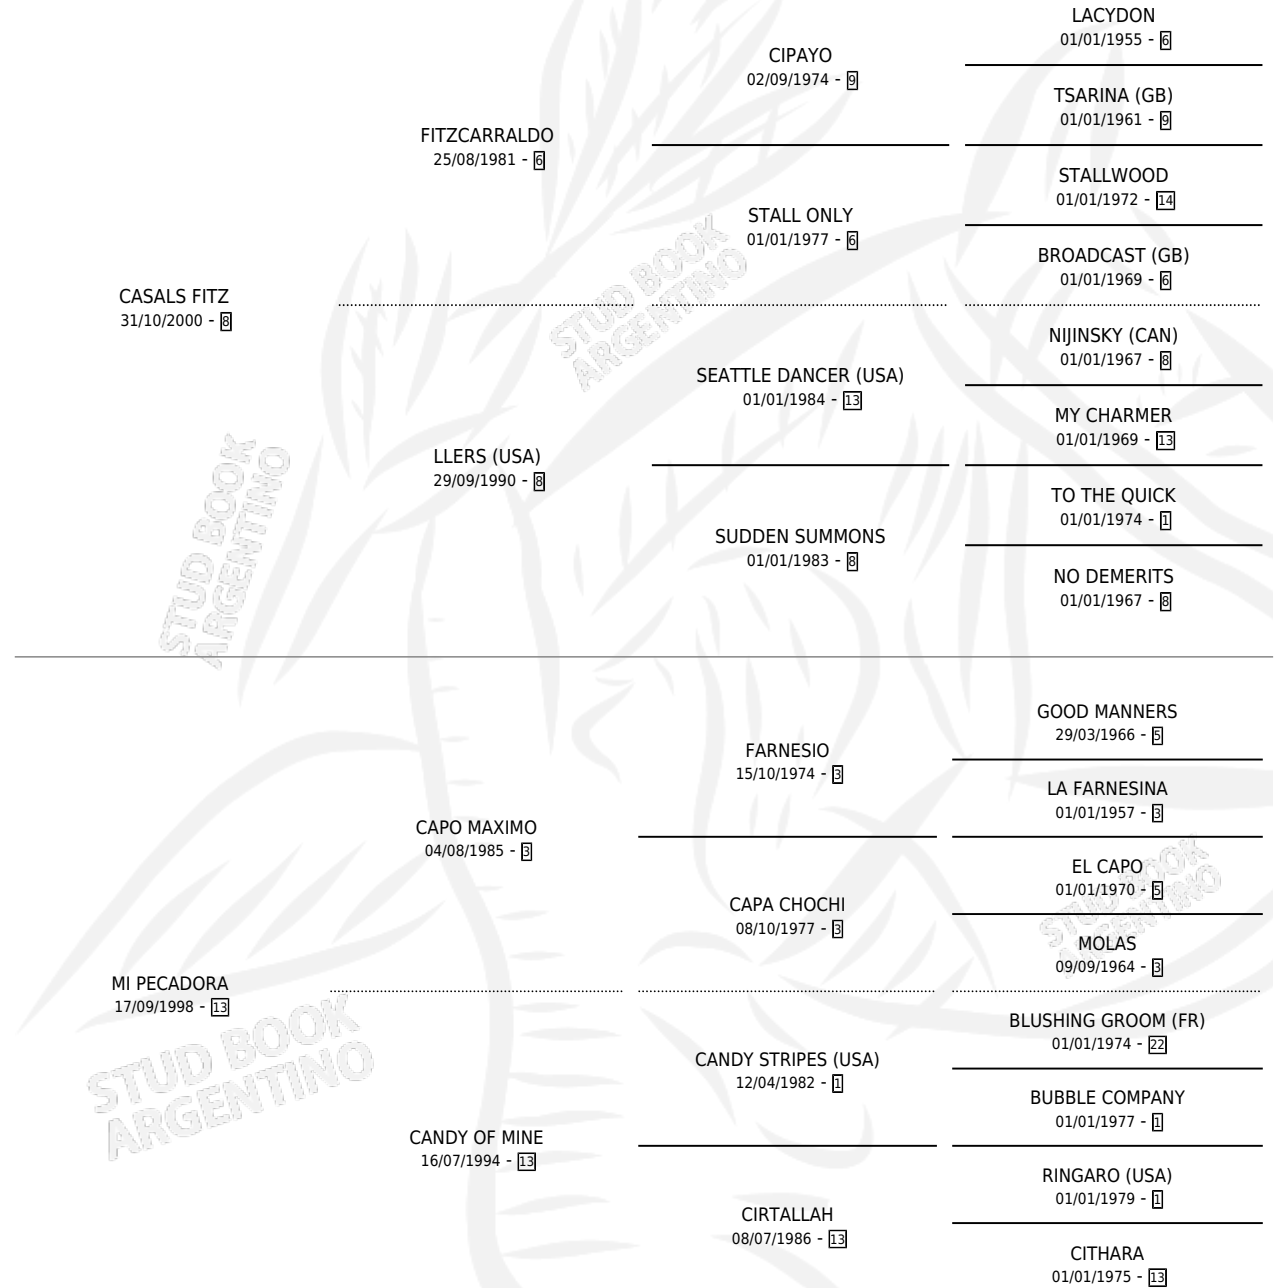 LACYDON
01/01/1955 - 6
CIPAYO
02/09/1974 - 9
TSARINA (GB)
01/01/1961 - 9
FITZCARRALDO
25/08/1981 - 6
STALLWOOD
01/01/1972 - 14
STALL ONLY
01/01/1977 - 6
BROADCAST (GB)
01/01/1969 - 6
CASALS FITZ
31/10/2000 - 8
NIJINSKY (CAN)
01/01/1967 - 8
SEATTLE DANCER (USA)
01/01/1984 - 13
MY CHARMER
01/01/1969 - 13
LLERS (USA)
29/09/1990 - 8
TO THE QUICK
01/01/1974 - 1
SUDDEN SUMMONS
01/01/1983 - 8
NO DEMERITS
01/01/1967 - 8
STUD BOOK
ARGENTINO
STUD BOOK
ARGENTINO
GOOD MANNERS
29/03/1966 - 5
FARNESIO
15/10/1974 - 3
LA FARNESINA
01/01/1957 - 3
CAPO MAXIMO
04/08/1985 - 3
EL CAPO
01/01/1970 - 5
CAPA CHOCHI
08/10/1977 - 3
MOLAS
09/09/1964 - 3
STUD BOOK
ARGENTINO
MI PECADORA
17/09/1998 - 13
BLUSHING GROOM (FR)
01/01/1974 - 22
CANDY STRIPES (USA)
12/04/1982 - 1
BUBBLE COMPANY
01/01/1977 - 1
CANDY OF MINE
16/07/1994 - 13
RINGARO (USA)
01/01/1979 - 1
CIRTALLAH
08/07/1986 - 13
CITHARA
01/01/1975 - 13
STUD BOOK
ARGENTINO